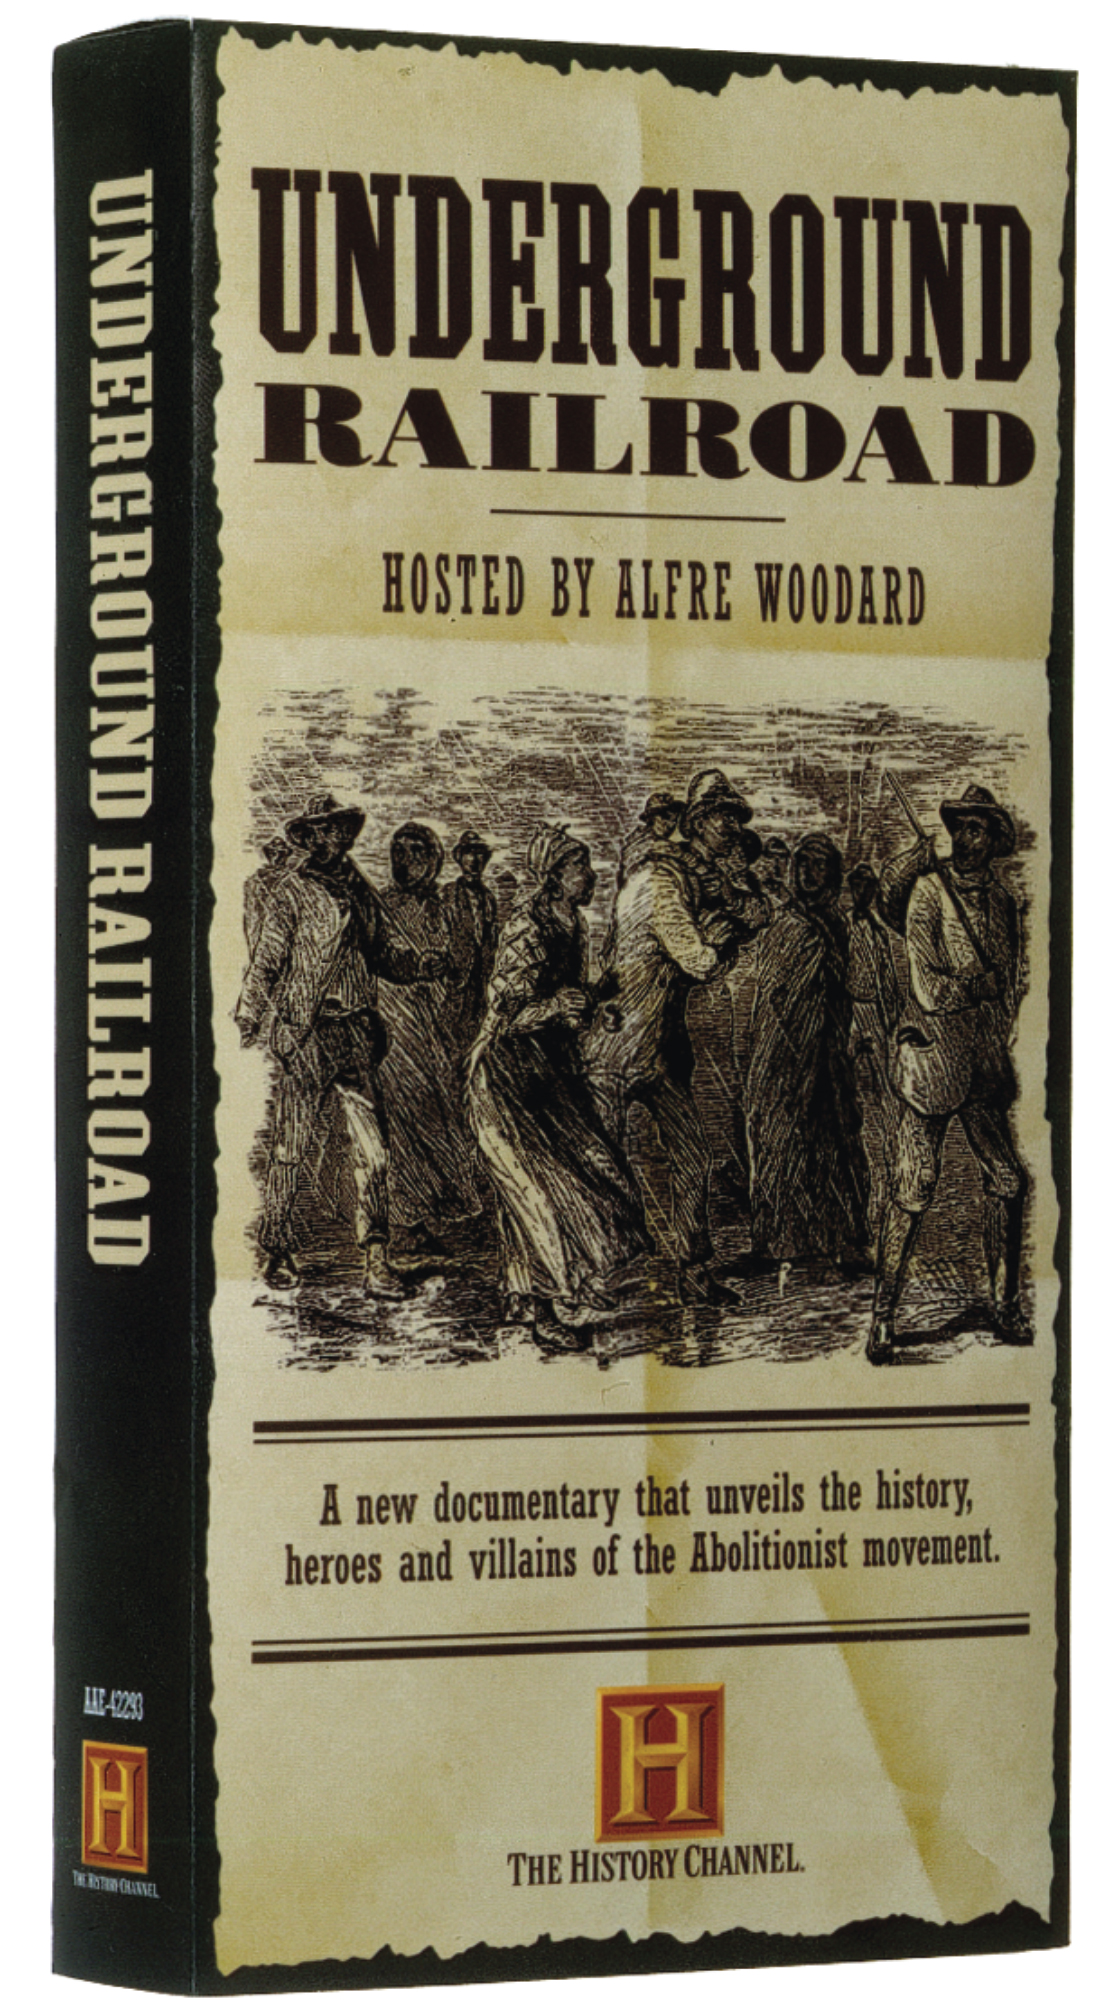 UNDERGROUND RAILROAD
AAE-42293
H
THE HISTORY CHANNEL.
UNDERGROUND
RAILROAD
HOSTED BY ALFRE WOODARD
A new documentary that unveils the history,
heroes and villains of the Abolitionist movement.
H
THE HISTORY CHANNEL.